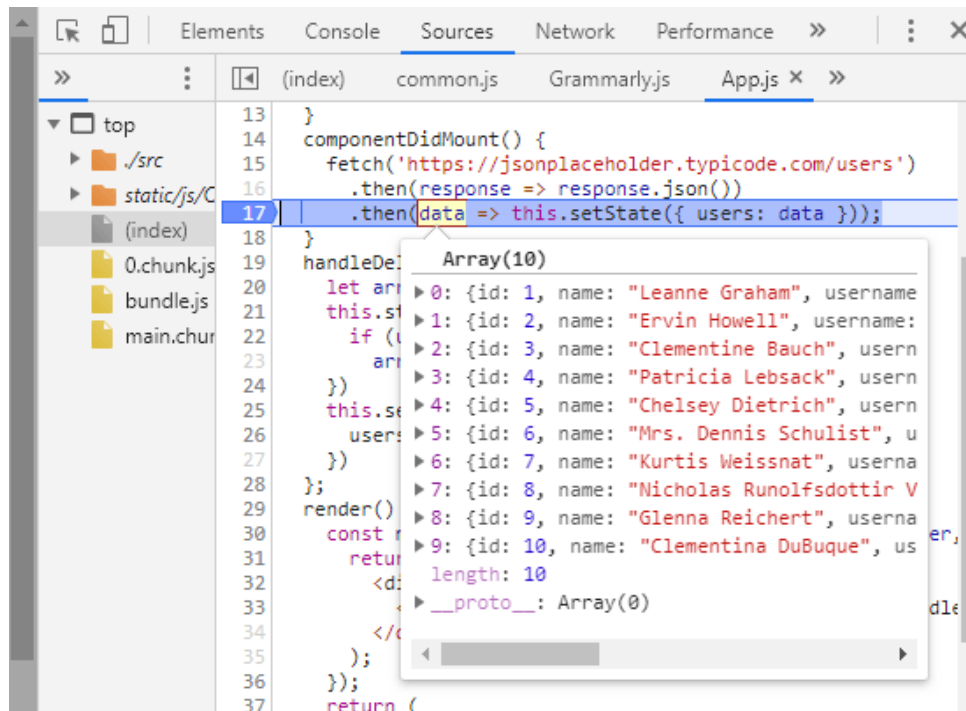 Elements Console Sources Network Performance »
» (index) common.js Grammarly.js App.js × »
top
./src
static/js/C
(index)
0.chunk.js
bundle.js
main.chur
13 }
14 componentDidMount() {
15 fetch('https://jsonplaceholder.typicode.com/users')
16 .then(response => response.json())
17 .then(data => this.setState({ users: data }));
18 }
19 handleDel
20 let arr
21 this.st
22 if (u
23 arr
24 })
25 this.se
26 users
27 })
28 };
29 render()
30 const r er,
31 retur
32 <di
33 < dle
34 </d
35 );
36 });
37 return (
Array(10)
0: {id: 1, name: "Leanne Graham", username
1: {id: 2, name: "Ervin Howell", username:
2: {id: 3, name: "Clementine Bauch", usern
3: {id: 4, name: "Patricia Lebsack", usern
4: {id: 5, name: "Chelsey Dietrich", usern
5: {id: 6, name: "Mrs. Dennis Schulist", u
6: {id: 7, name: "Kurtis Weissnat", userna
7: {id: 8, name: "Nicholas Runolfsdottir V
8: {id: 9, name: "Glenna Reichert", userna
9: {id: 10, name: "Clementina DuBuque", us
length: 10
__proto__: Array(0)